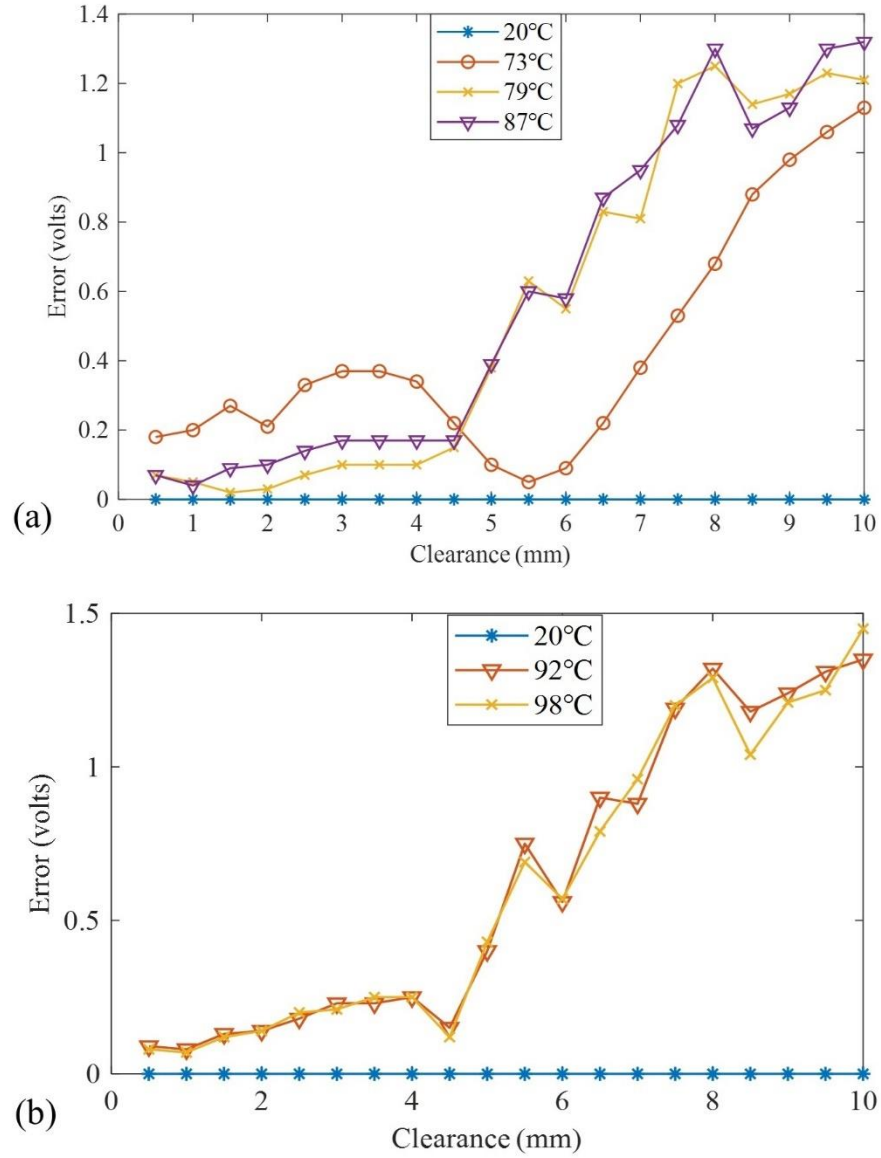 1.4
1.2
1
0.8
0.6
0.4
0.2
0
Error (volts)
20℃
73℃
79℃
87℃
0 1 2 3 4 5 6 7 8 9 10
Clearance (mm)
(a)
1.5
1
0.5
0
Error (volts)
20℃
92℃
98℃
0 2 4 6 8 10
Clearance (mm)
(b)